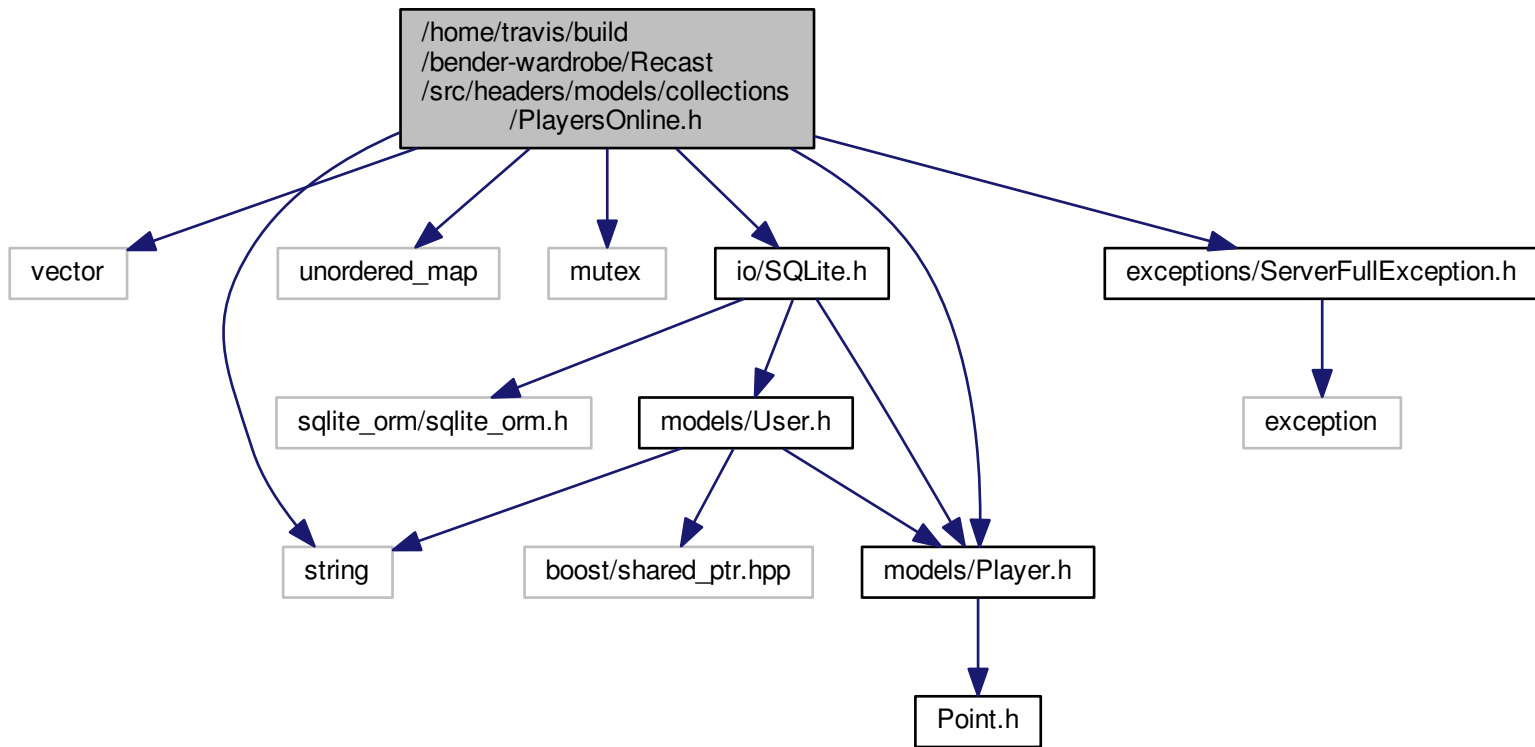 /home/travis/build
/bender-wardrobe/Recast
/src/headers/models/collections
/PlayersOnline.h
vector
unordered_map
mutex
io/SQLite.h
exceptions/ServerFullException.h
sqlite_orm/sqlite_orm.h
models/User.h
exception
string
boost/shared_ptr.hpp
models/Player.h
Point.h